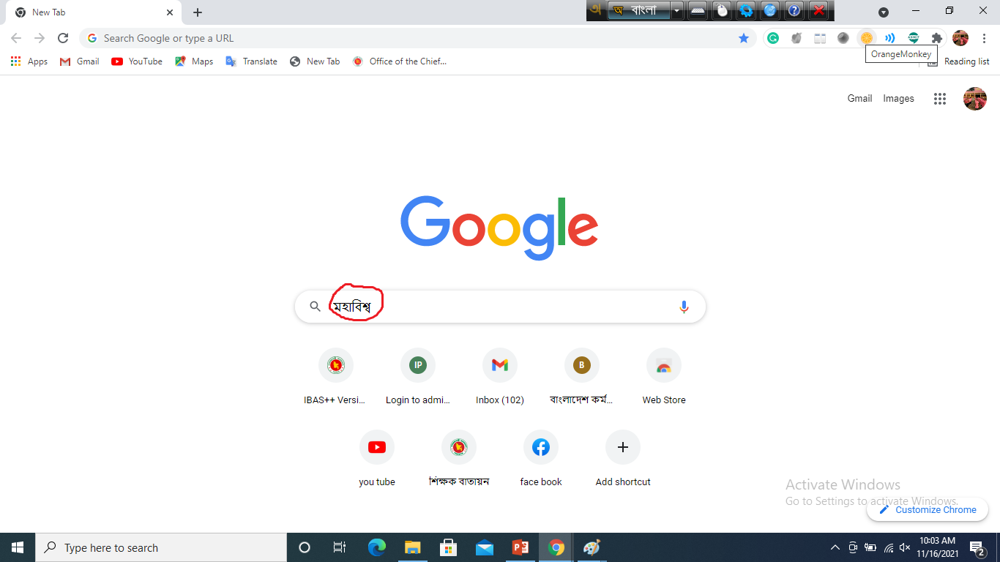 New Tab
অ বাংলা
Search Google or type a URL
OrangeMonkey
Apps Gmail YouTube Maps Translate New Tab Office of the Chief... Reading list
Gmail Images
Google
মহাবিশ্ব
IBAS++ Versi... Login to admi... Inbox (102) বাংলাদেশ কর্ম... Web Store
IP B
you tube শিক্ষক বাতায়ন face book Add shortcut
Activate Windows
Go to Settings to activate Windows.
Customize Chrome
Type here to search
10:03 AM
11/16/2021
2